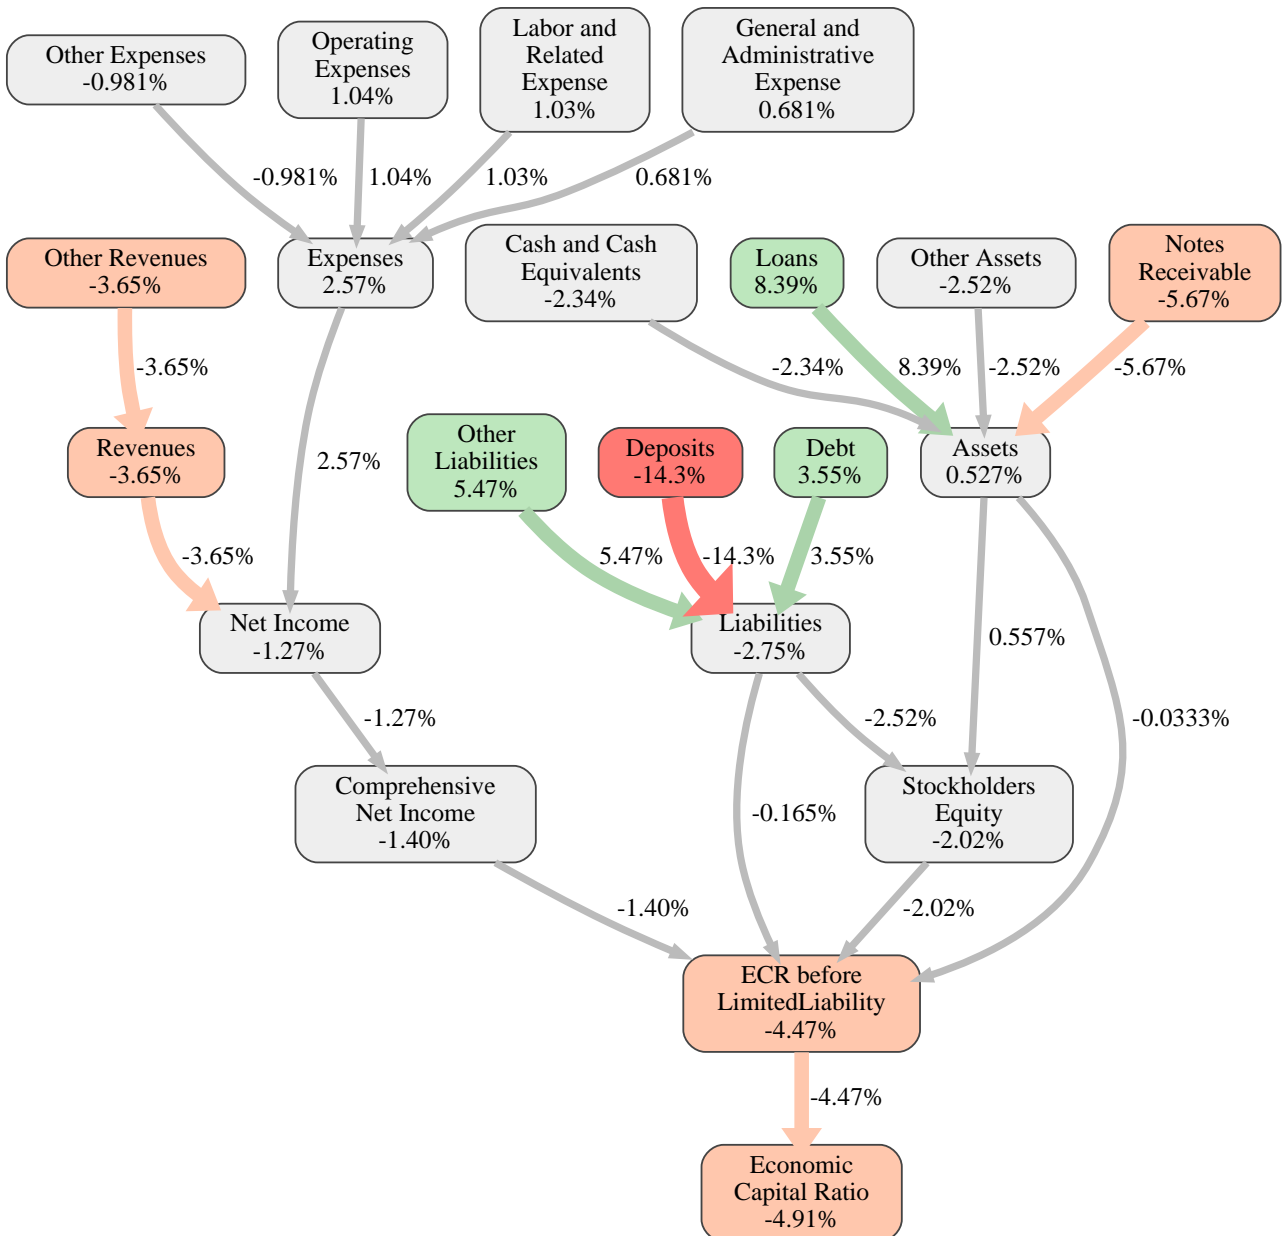 Other Expenses
-0.981%
Operating
Expenses
1.04%
Labor and
Related
Expense
1.03%
General and
Administrative
Expense
0.681%
-0.981%
1.04%
1.03%
0.681%
Other Revenues
-3.65%
Expenses
2.57%
Cash and Cash
Equivalents
-2.34%
Loans
8.39%
Other Assets
-2.52%
Notes
Receivable
-5.67%
-3.65%
-2.34%
8.39%
-2.52%
-5.67%
Revenues
-3.65%
2.57%
Other
Liabilities
5.47%
Deposits
-14.3%
Debt
3.55%
Assets
0.527%
-3.65%
5.47%
-14.3%
3.55%
Net Income
-1.27%
Liabilities
-2.75%
0.557%
-1.27%
-2.52%
-0.0333%
Comprehensive
Net Income
-1.40%
-0.165%
Stockholders
Equity
-2.02%
-1.40%
-2.02%
ECR before
LimitedLiability
-4.47%
-4.47%
Economic
Capital Ratio
-4.91%